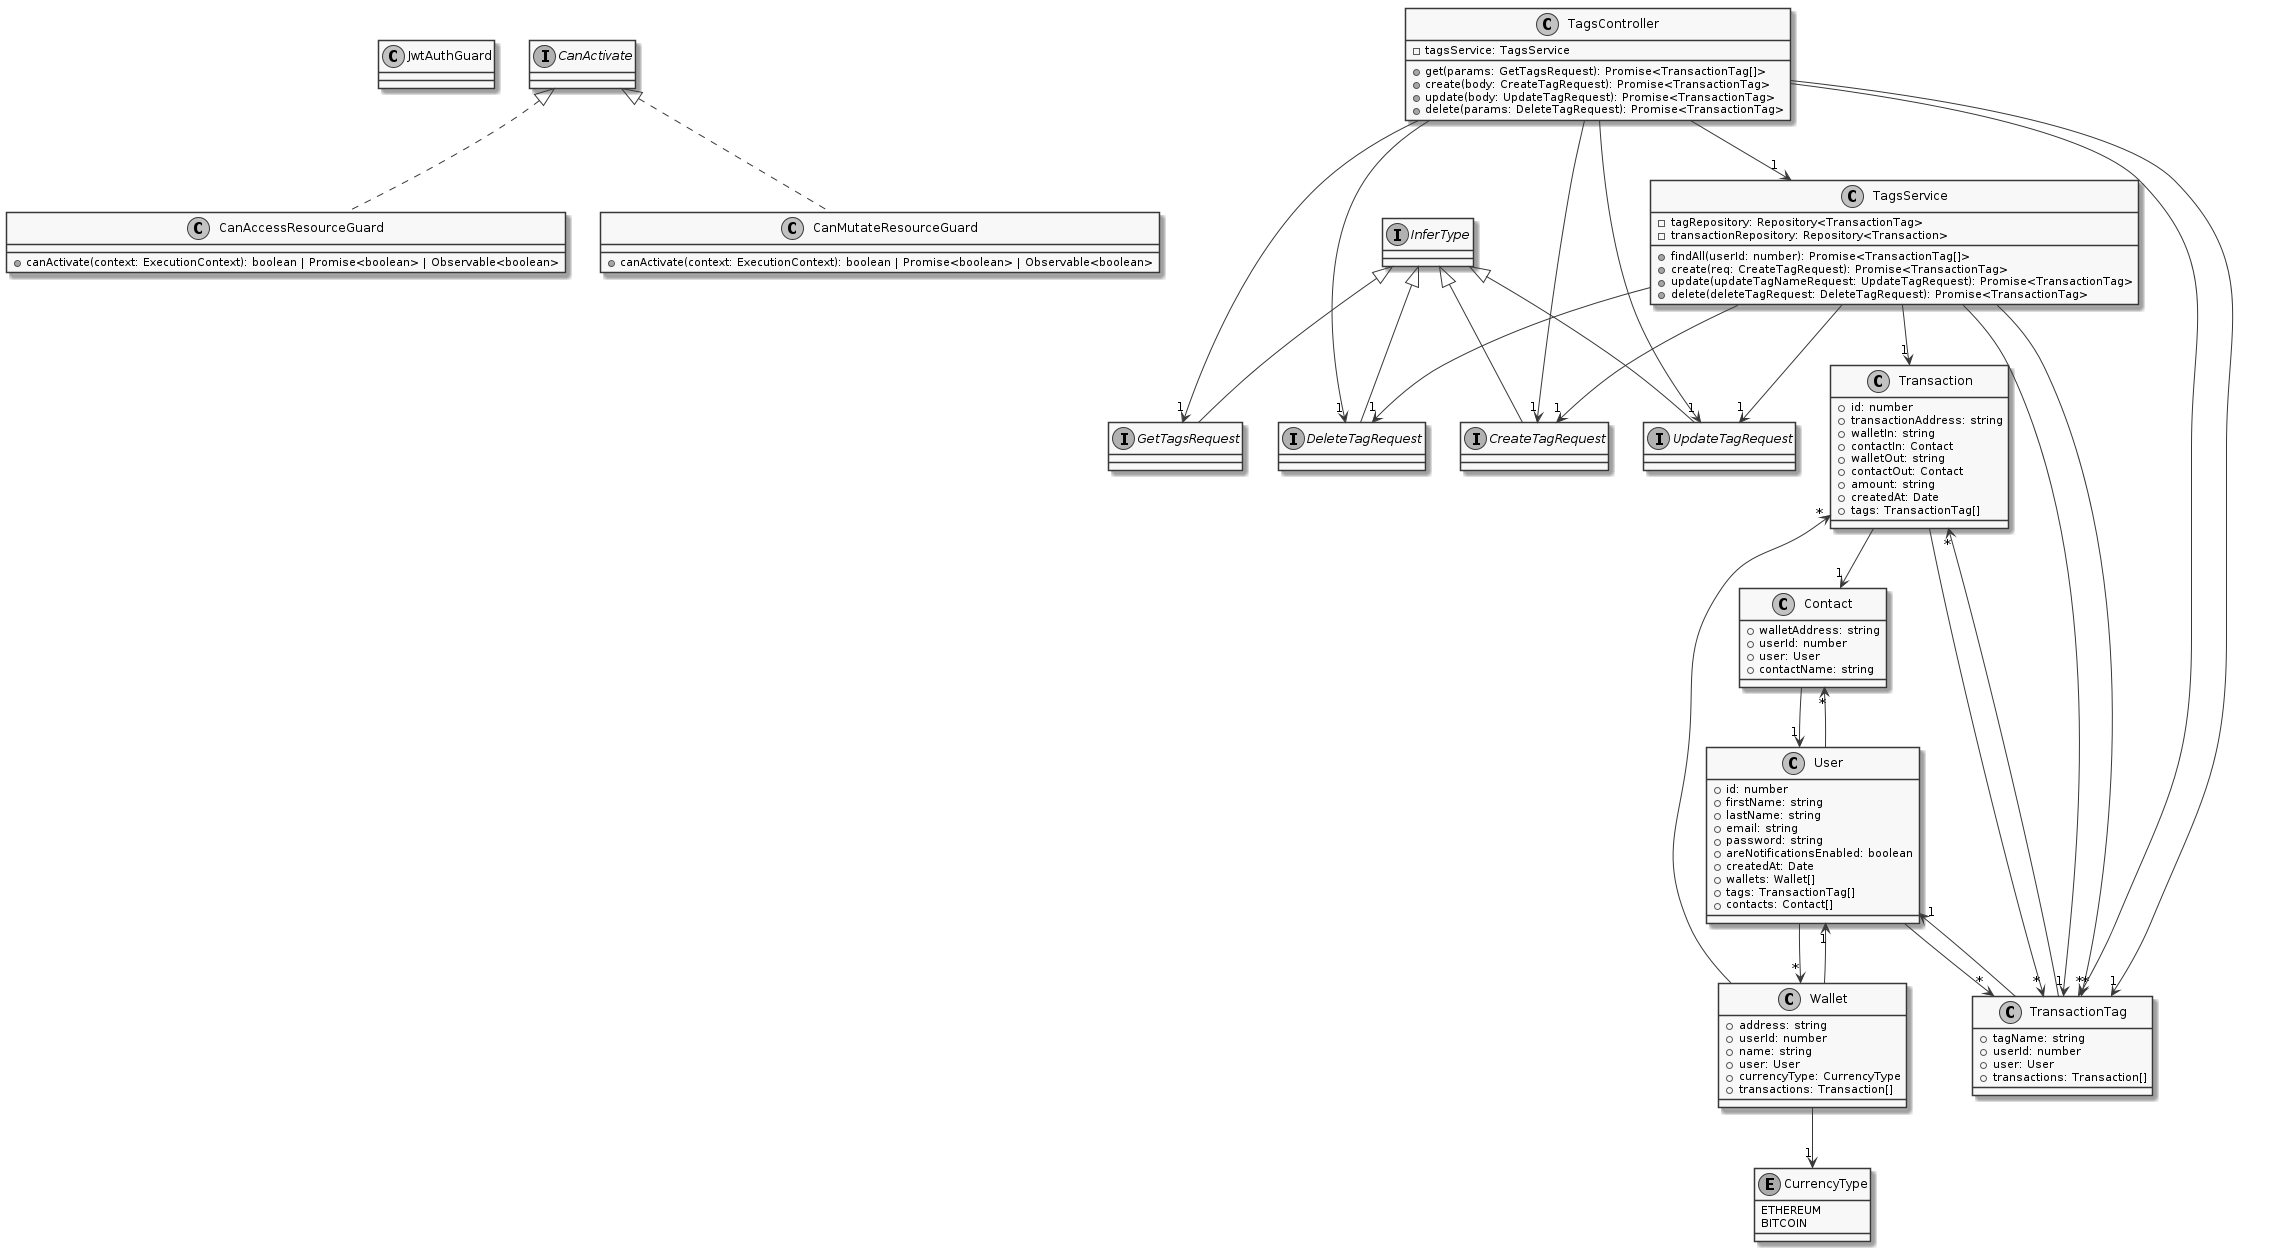 C TagsController
tagsService: TagsService
get(params: GetTagsRequest): Promise<TransactionTag[]>
create(body: CreateTagRequest): Promise<TransactionTag>
update(body: UpdateTagRequest): Promise<TransactionTag>
delete(params: DeleteTagRequest): Promise<TransactionTag>
C JwtAuthGuard
I CanActivate
1
C TagsService
tagRepository: Repository<TransactionTag>
transactionRepository: Repository<Transaction>
findAll(userId: number): Promise<TransactionTag[]>
create(req: CreateTagRequest): Promise<TransactionTag>
update(updateTagNameRequest: UpdateTagRequest): Promise<TransactionTag>
delete(deleteTagRequest: DeleteTagRequest): Promise<TransactionTag>
C CanAccessResourceGuard
canActivate(context: ExecutionContext): boolean | Promise<boolean> | Observable<boolean>
C CanMutateResourceGuard
canActivate(context: ExecutionContext): boolean | Promise<boolean> | Observable<boolean>
I InferType
1
1 1 1 1 1 1 1
I GetTagsRequest
I DeleteTagRequest
I CreateTagRequest
I UpdateTagRequest
C Transaction
id: number
transactionAddress: string
walletIn: string
contactIn: Contact
walletOut: string
contactOut: Contact
amount: string
createdAt: Date
tags: TransactionTag[]
*
*
1
C Contact
walletAddress: string
userId: number
user: User
contactName: string
*
1
C User
id: number
firstName: string
lastName: string
email: string
password: string
areNotificationsEnabled: boolean
createdAt: Date
wallets: Wallet[]
tags: TransactionTag[]
contacts: Contact[]
1
1
*
* * 1 * * 1
C Wallet
address: string
userId: number
name: string
user: User
currencyType: CurrencyType
transactions: Transaction[]
C TransactionTag
tagName: string
userId: number
user: User
transactions: Transaction[]
1
E CurrencyType
ETHEREUM
BITCOIN